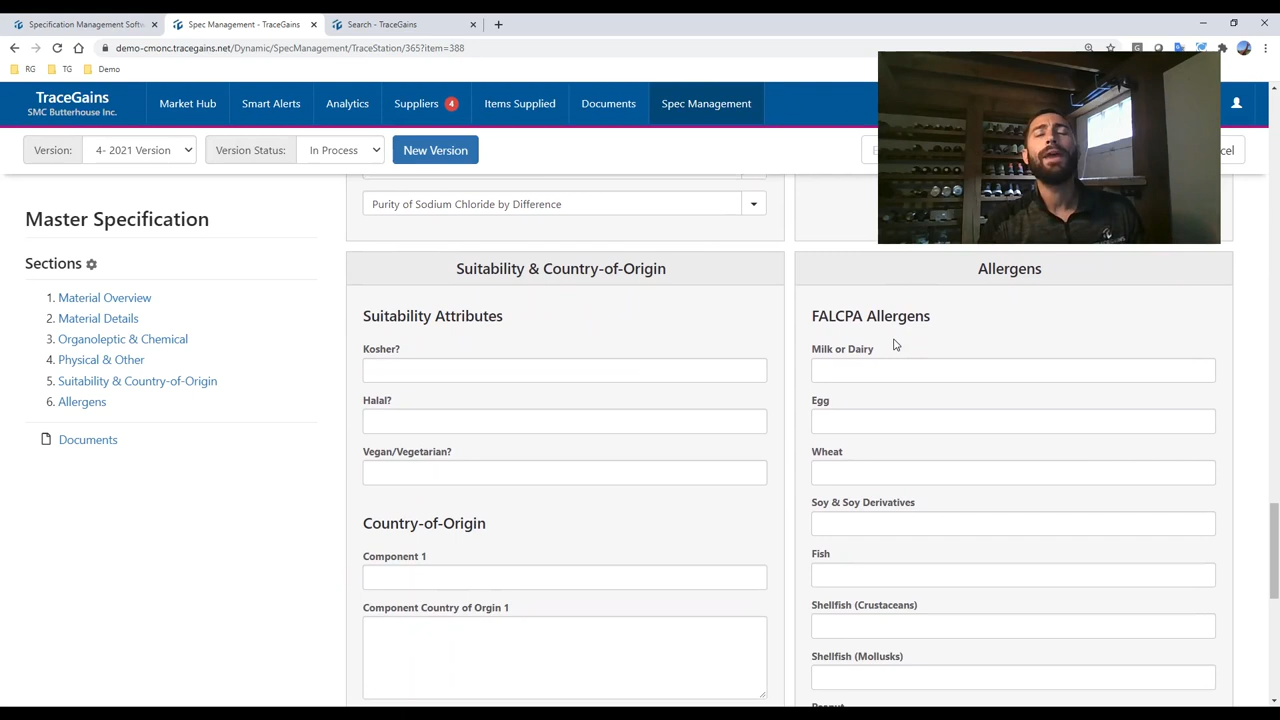 Specification Management Softw
Spec Management - TraceGains
Search - TraceGains
demo-cmonc.tracegains.net/Dynamic/SpecManagement/TraceStation/365?item=388
RG
TG
Demo
TraceGains
SMC Butterhouse Inc.
Market Hub
Smart Alerts
Analytics
Suppliers 4
Items Supplied
Documents
Spec Management
Version:
4- 2021 Version
Version Status:
In Process
New Version
cel
Master Specification
Sections
1. Material Overview
2. Material Details
3. Organoleptic & Chemical
4. Physical & Other
5. Suitability & Country-of-Origin
6. Allergens
Documents
Purity of Sodium Chloride by Difference
Suitability & Country-of-Origin
Suitability Attributes
Kosher?
Halal?
Vegan/Vegetarian?
Country-of-Origin
Component 1
Component Country of Orgin 1
Allergens
FALCPA Allergens
Milk or Dairy
Egg
Wheat
Soy & Soy Derivatives
Fish
Shellfish (Crustaceans)
Shellfish (Mollusks)